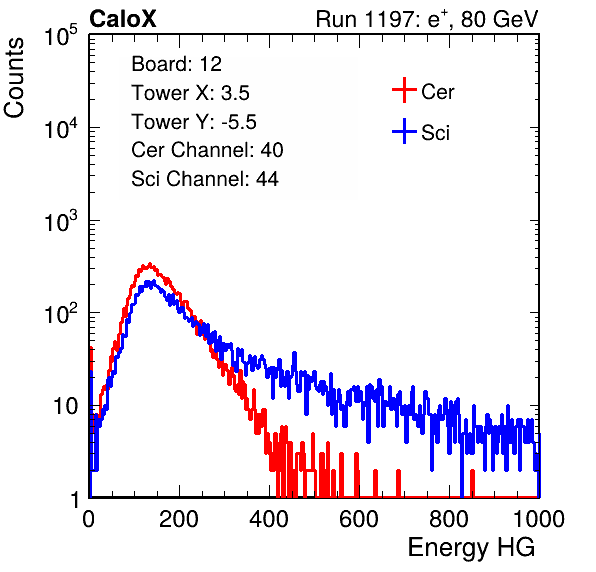 CaloX Run 1197: e⁺, 80 GeV
Counts
10⁵
10⁴
10³
10²
10
1
Board: 12
Tower X: 3.5
Tower Y: -5.5
Cer Channel: 40
Sci Channel: 44
Cer
Sci
0 200 400 600 800 1000
Energy HG